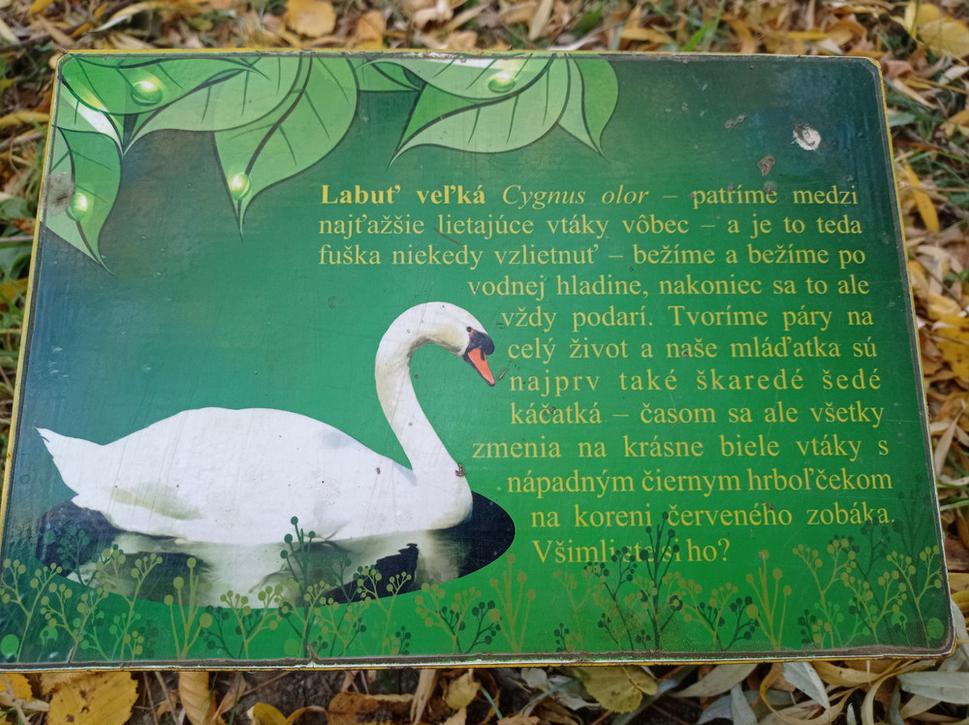 Labuť veľká Cygnus olor – patríme medzi
najťažšie lietajúce vtáky vôbec – a je to teda
fuška niekedy vzlietnuť – bežíme a bežíme po
vodnej hladine, nakoniec sa to ale
vždy podarí. Tvoríme páry na
celý život a naše mláďatka sú
najprv také škaredé šedé
káčatká – časom sa ale všetky
zmenia na krásne biele vtáky s
nápadným čiernym hrboľčekom
na koreni červeného zobáka.
Všimli ste si ho?